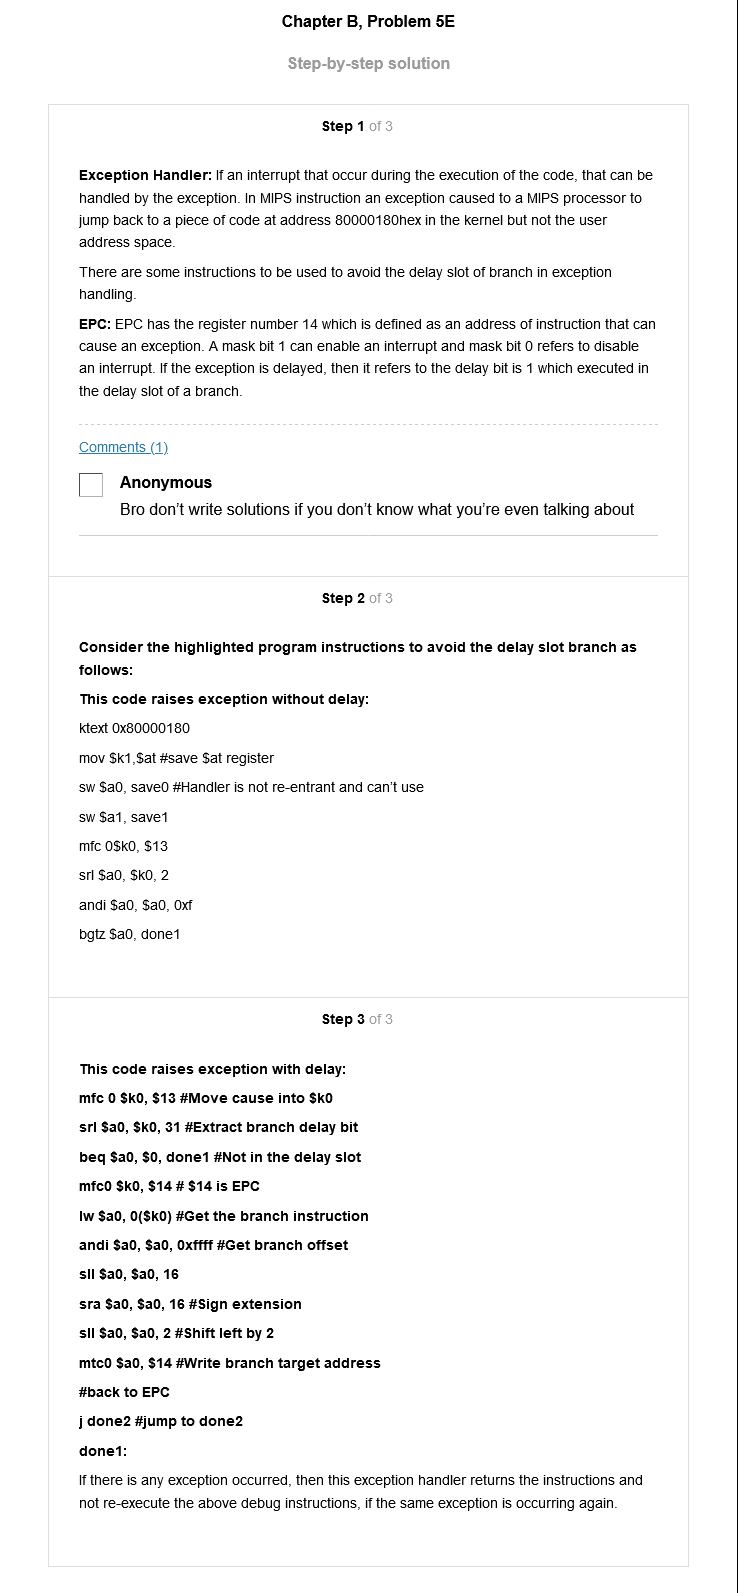 Chapter B, Problem 5E
Step-by-step solution
Step 1 of 3
Exception Handler: If an interrupt that occur during the execution of the code, that can be
handled by the exception. In MIPS instruction an exception caused to a MIPS processor to
jump back to a piece of code at address 80000180hex in the kernel but not the user
address space.
There are some instructions to be used to avoid the delay slot of branch in exception
handling.
EPC: EPC has the register number 14 which is defined as an address of instruction that can
cause an exception. A mask bit 1 can enable an interrupt and mask bit 0 refers to disable
an interrupt. If the exception is delayed, then it refers to the delay bit is 1 which executed in
the delay slot of a branch.
Comments (1)
Anonymous
Bro don't write solutions if you don't know what you're even talking about
Step 2 of 3
Consider the highlighted program instructions to avoid the delay slot branch as
follows:
This code raises exception without delay:
ktext 0x80000180
mov $k1,$at #save $at register
sw $a0, save0 #Handler is not re-entrant and can't use
sw $a1, save1
mfc 0$k0, $13
srl $a0, $k0, 2
andi $a0, $a0, 0xf
bgtz $a0, done1
Step 3 of 3
This code raises exception with delay:
mfc 0 $k0, $13 #Move cause into $k0
srl $a0, $k0, 31 #Extract branch delay bit
beq $a0, $0, done1 #Not in the delay slot
mfc0 $k0, $14 # $14 is EPC
lw $a0, 0($k0) #Get the branch instruction
andi $a0, $a0, 0xffff #Get branch offset
sll $a0, $a0, 16
sra $a0, $a0, 16 #Sign extension
sll $a0, $a0, 2 #Shift left by 2
mtc0 $a0, $14 #Write branch target address
#back to EPC
j done2 #jump to done2
done1:
If there is any exception occurred, then this exception handler returns the instructions and
not re-execute the above debug instructions, if the same exception is occurring again.